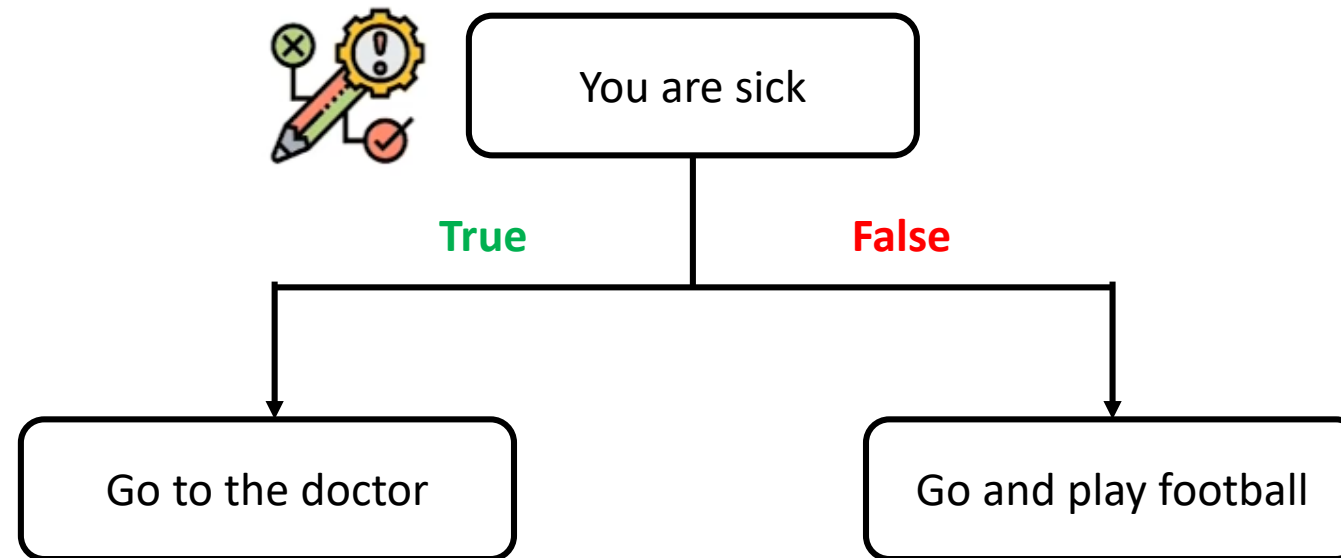 You are sick
True
False
Go to the doctor
Go and play football